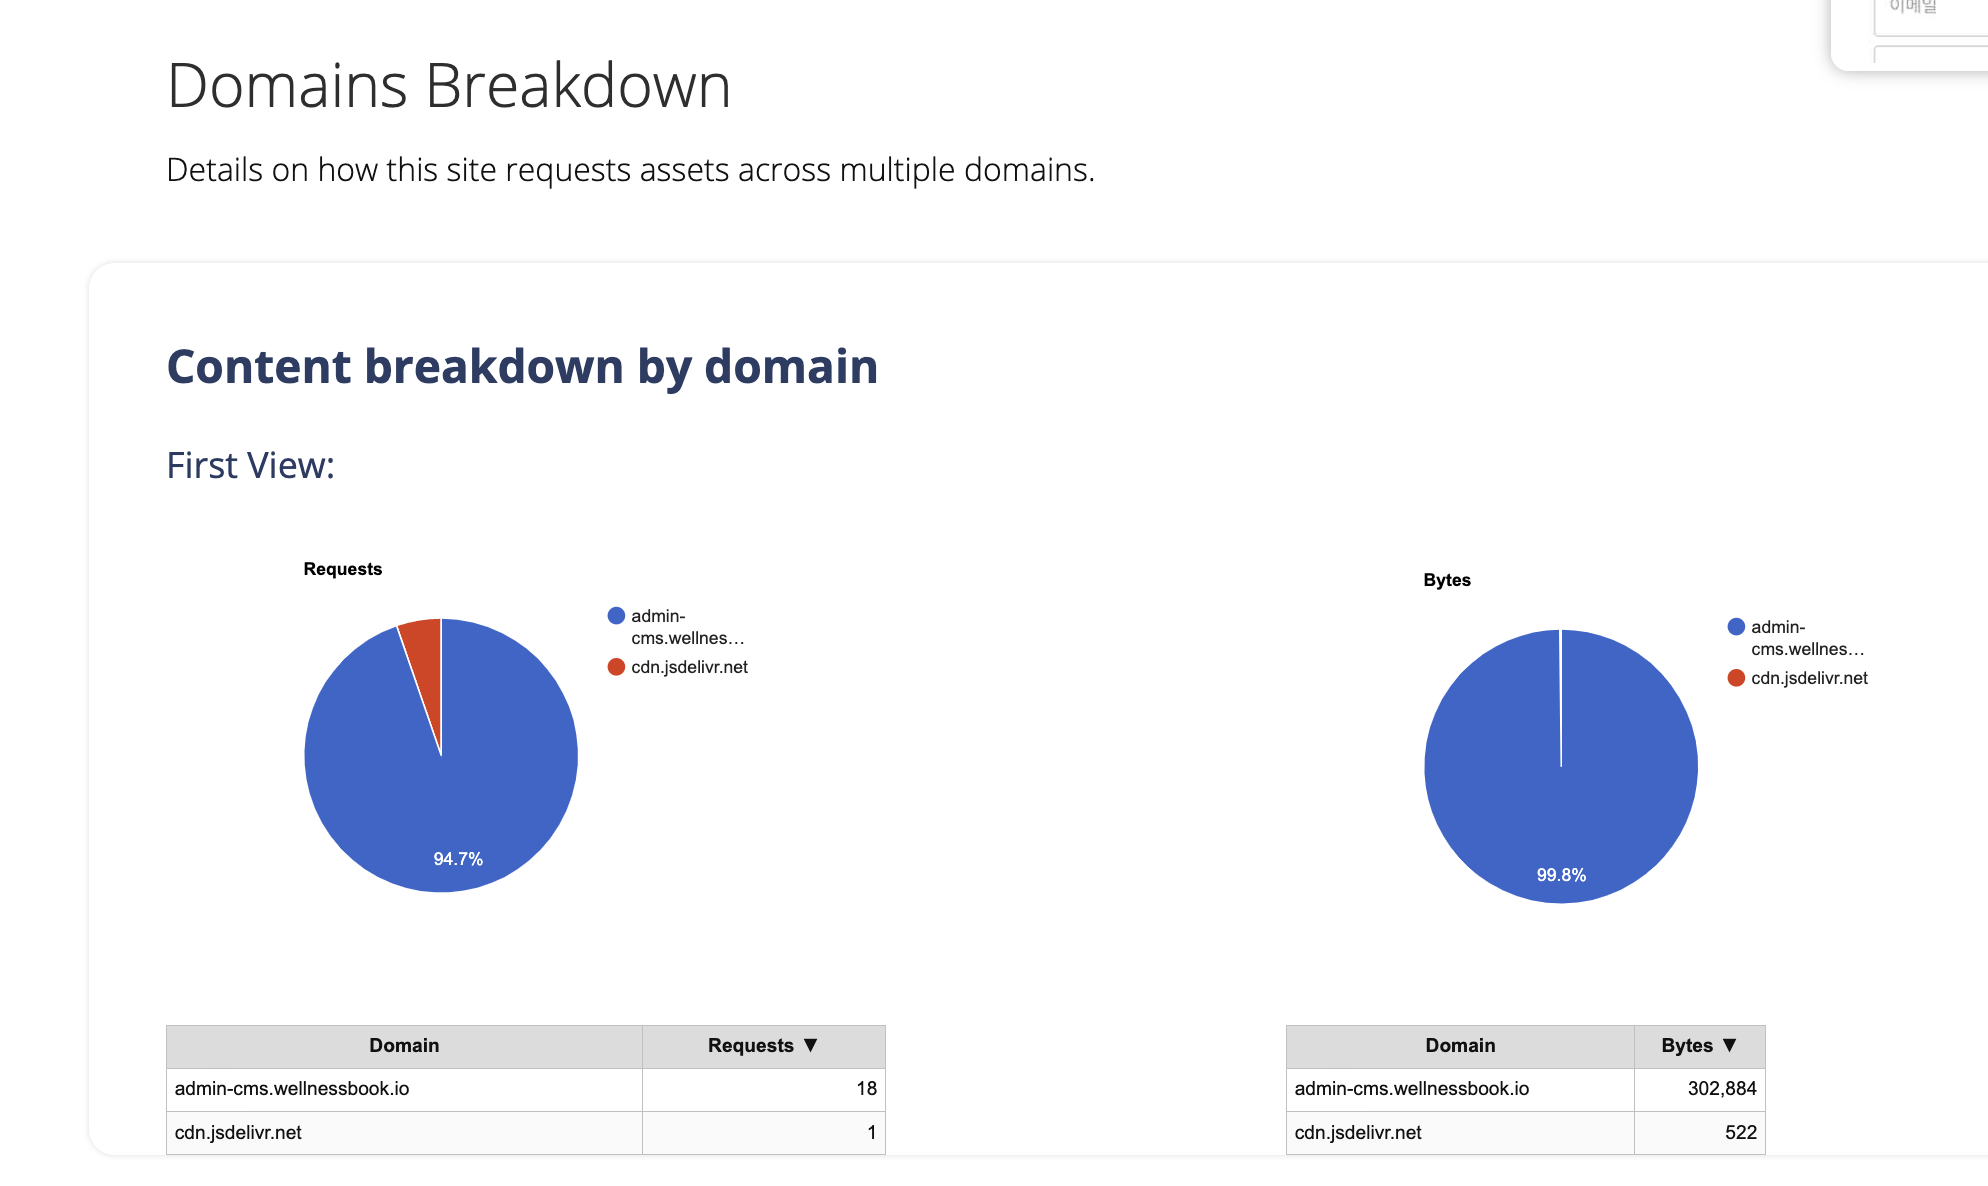 이메일
Domains Breakdown
Details on how this site requests assets across multiple domains.
Content breakdown by domain
First View:
Requests
admin-
cms.wellnes…
cdn.jsdelivr.net
94.7%
Bytes
admin-
cms.wellnes…
cdn.jsdelivr.net
99.8%
Domain Requests ▼
admin-cms.wellnessbook.io 18
cdn.jsdelivr.net 1
Domain Bytes ▼
admin-cms.wellnessbook.io 302,884
cdn.jsdelivr.net 522